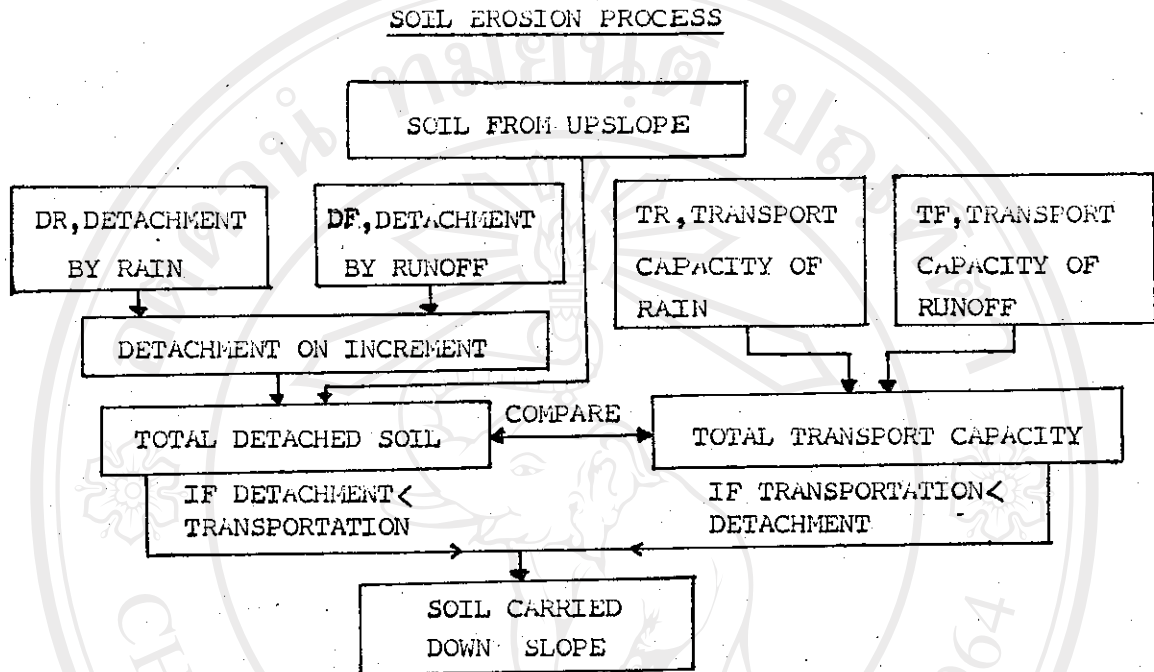 SOIL EROSION PROCESS
SOIL FROM UPSLOPE
DR,DETACHMENT
BY RAIN
DF,DETACHMENT
BY RUNOFF
TR,TRANSPORT
CAPACITY OF
RAIN
TF,TRANSPORT
CAPACITY OF
RUNOFF
DETACHMENT ON INCREMENT
TOTAL DETACHED SOIL
COMPARE
TOTAL TRANSPORT CAPACITY
IF DETACHMENT<
TRANSPORTATION
IF TRANSPORTATION<
DETACHMENT
SOIL CARRIED
DOWN SLOPE